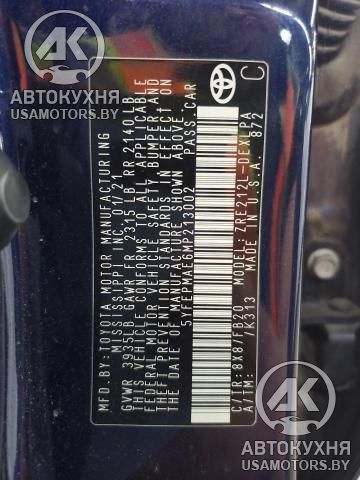 АК
АВТОКУХНЯ
USAMOTORS.BY
MFD.BY:TOYOTA MOTOR MANUFACTURING
MISSISSIPPI INC. 01/21
GVWR 3935LB GAWR FR 2315 LB RR 2140 LB
THIS VEHICLE CONFORMS TO ALL APPLICABLE
FEDERAL MOTOR VEHICLE SAFETY, BUMPER, AND
THEFT PREVENTION STANDARDS IN EFFECT ON
THE DATE OF MANUFACTURE SHOWN ABOVE.
5YFEPMAE6MP213002 PASS.CAR
C/TR: 8X8/FB20 MODEL: ZRE212L-DEXLPA
A/TM: /K313 U.S.A. 872
C
АК
АВТОКУХНЯ
USAMOTORS.BY